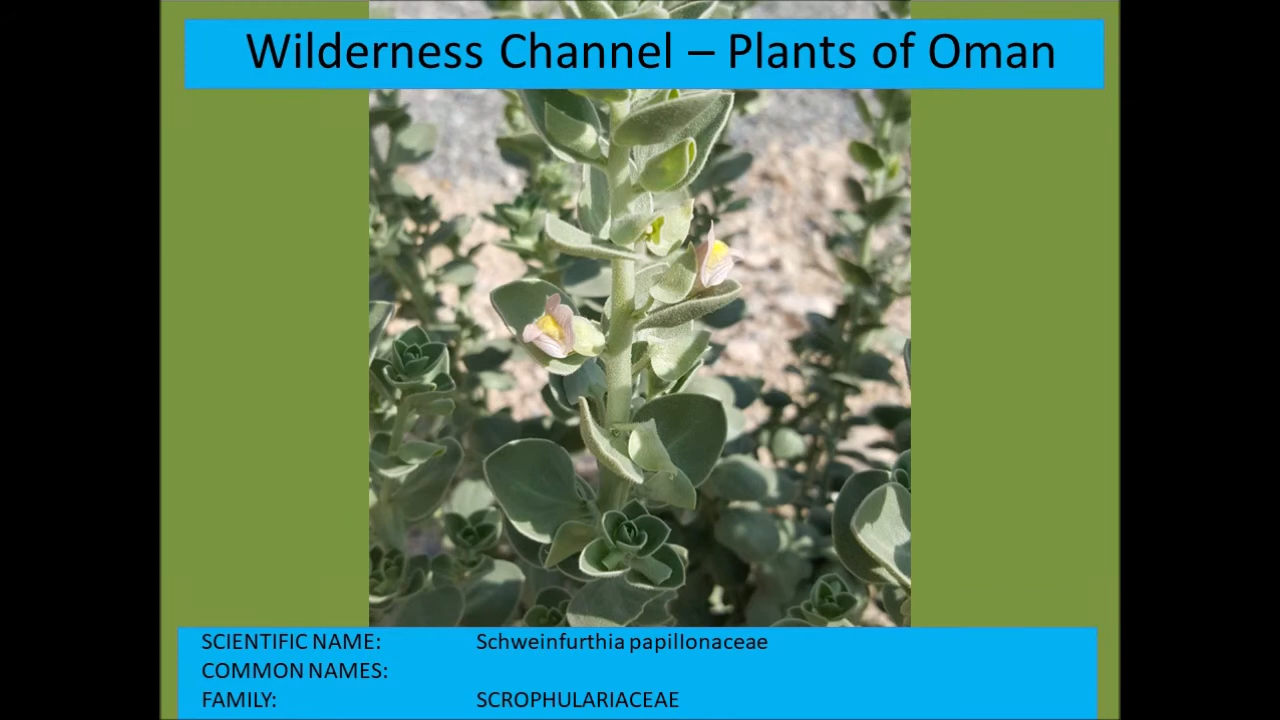 Wilderness Channel – Plants of Oman
SCIENTIFIC NAME: Schweinfurthia papillonaceae
COMMON NAMES:
FAMILY: SCROPHULARIACEAE